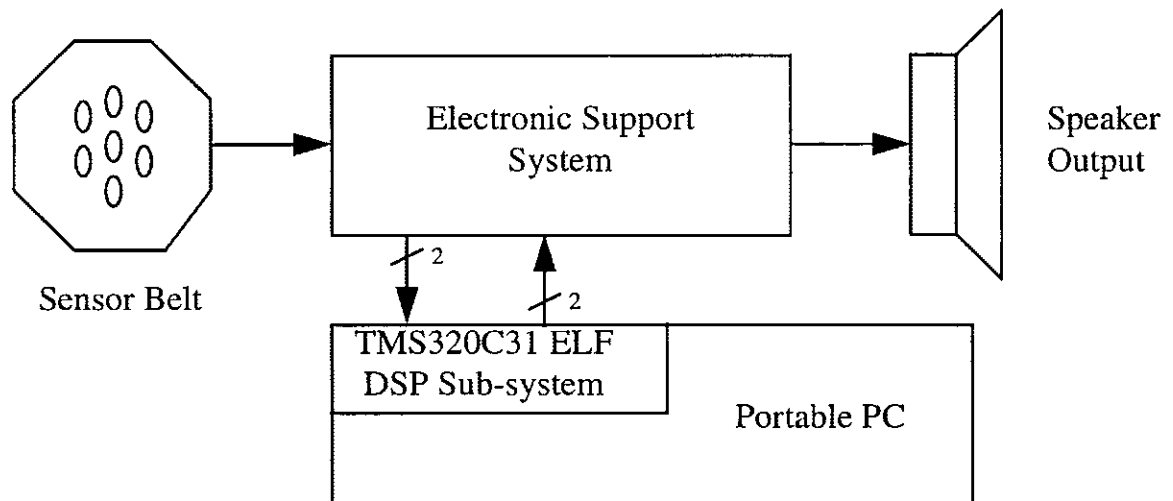 Electronic Support
System
Speaker
Output
Sensor Belt
2
2
TMS320C31 ELF
DSP Sub-system
Portable PC